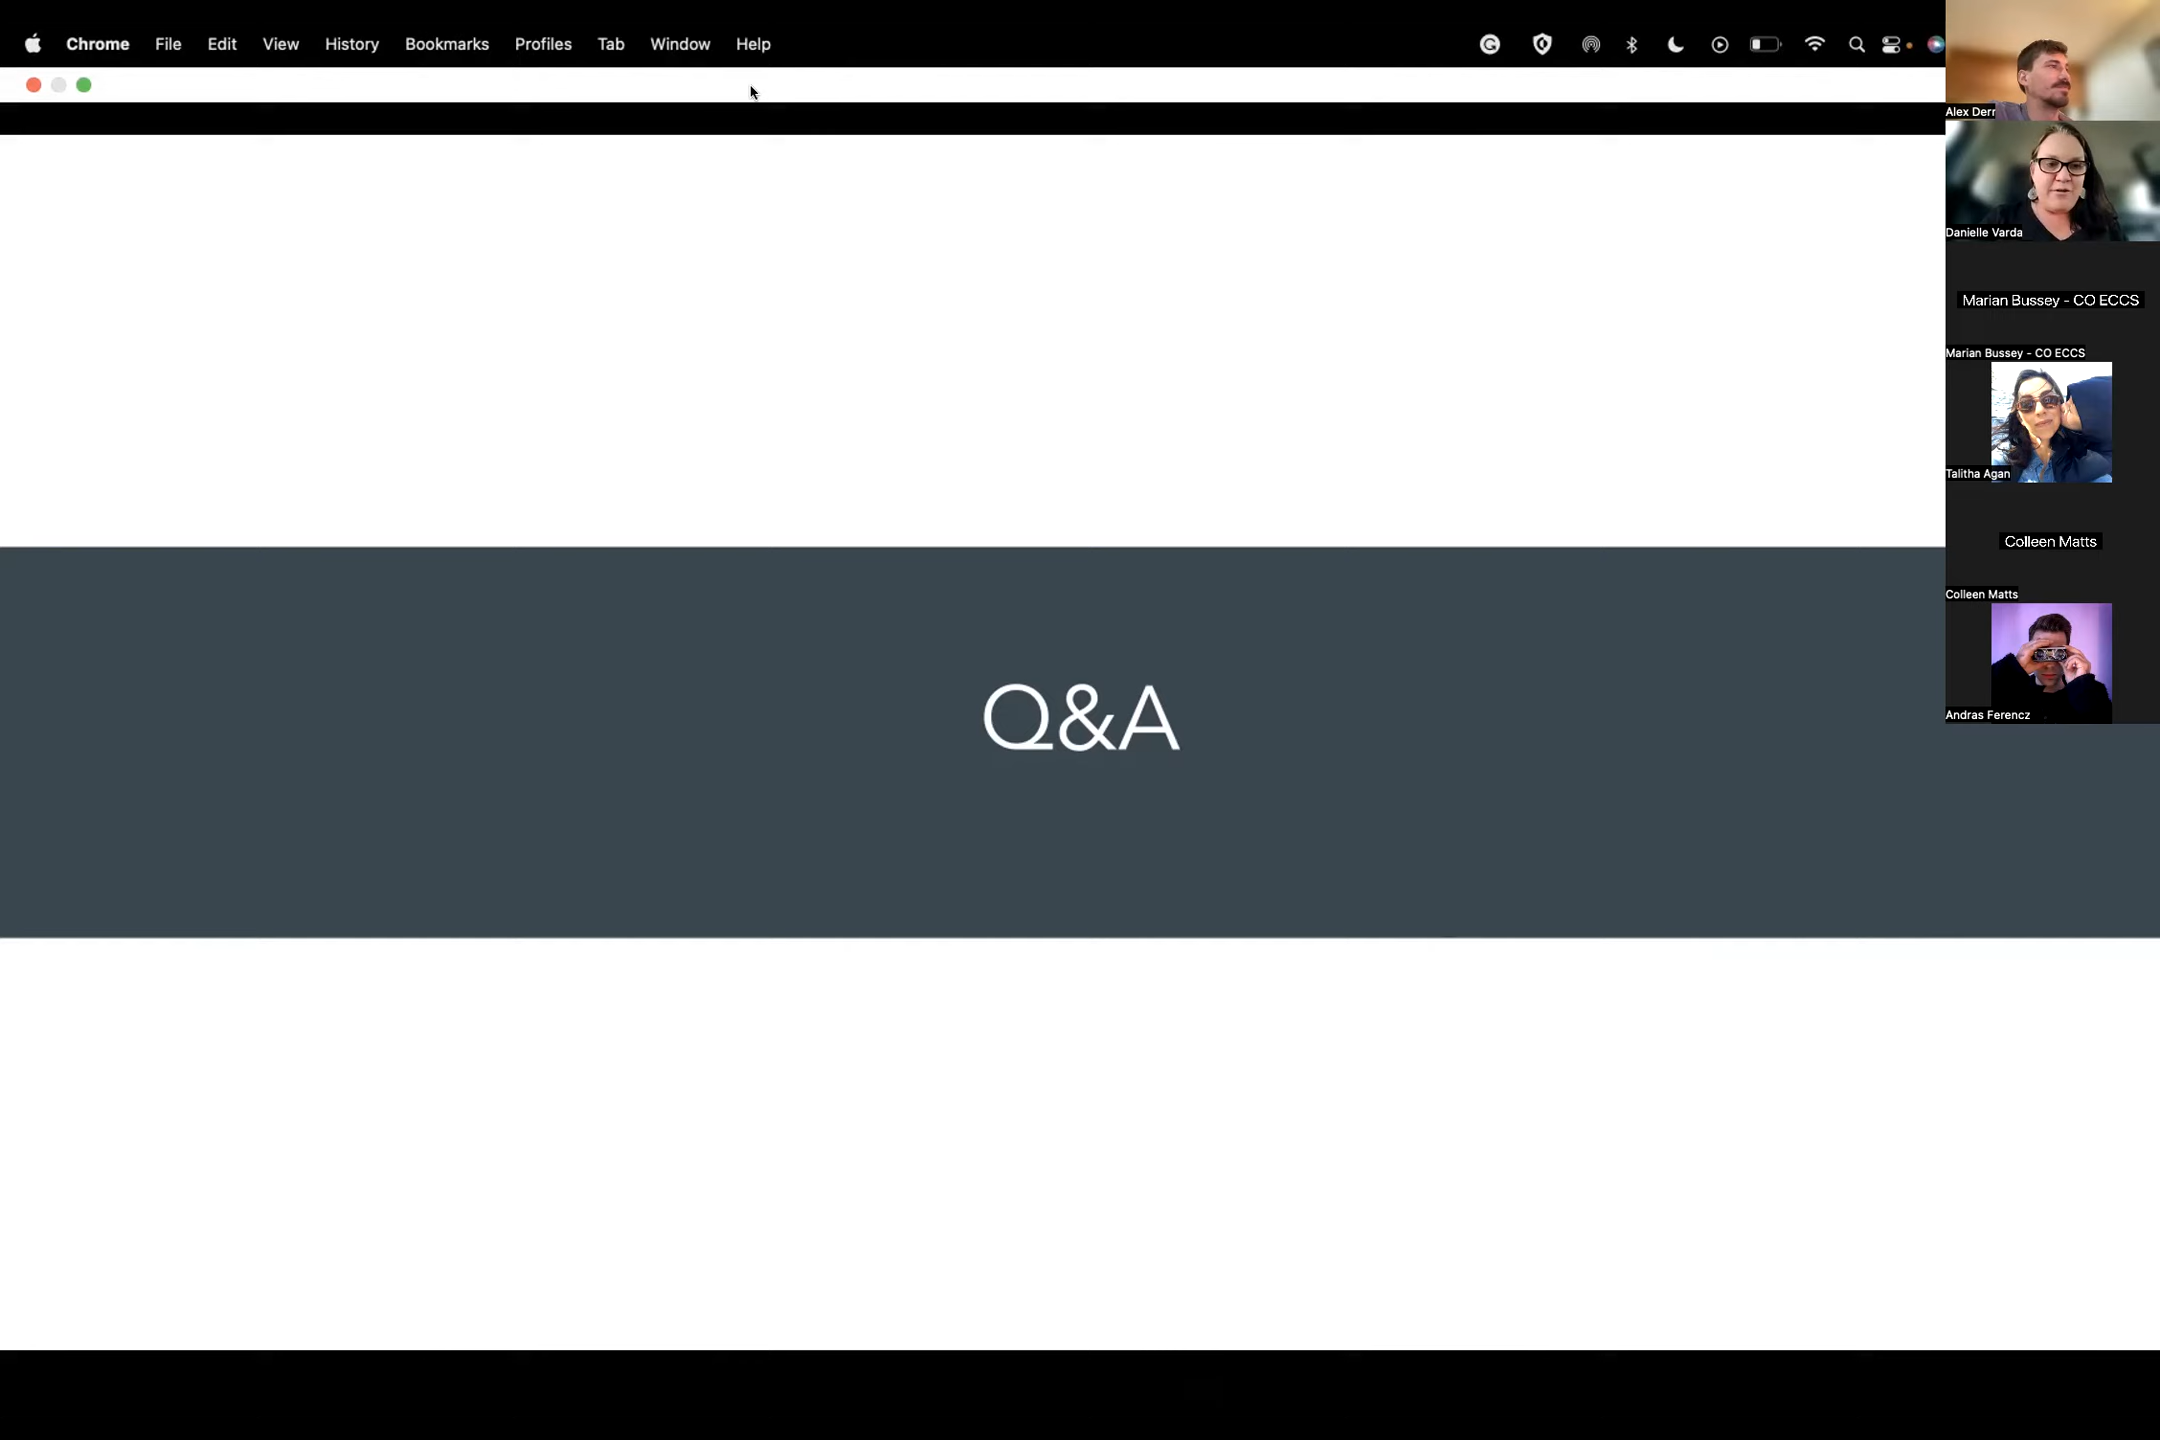 Chrome File Edit View History Bookmarks Profiles Tab Window Help
Alex Derr
Danielle Varda
Marian Bussey - CO ECCS
Marian Bussey - CO ECCS
Talitha Agan
Colleen Matts
Colleen Matts
Q&A
Andras Ferencz